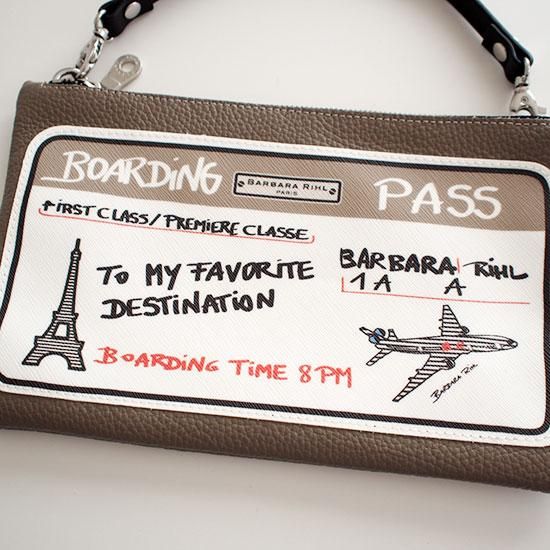 BOARDING PASS
BARBARA RIHL
PARIS
FIRST CLASS/PREMIERE CLASSE
TO MY FAVORITE
DESTINATION
BARBARA RIHL
1A A
BOARDING TIME 8PM
BARBARA RIHL